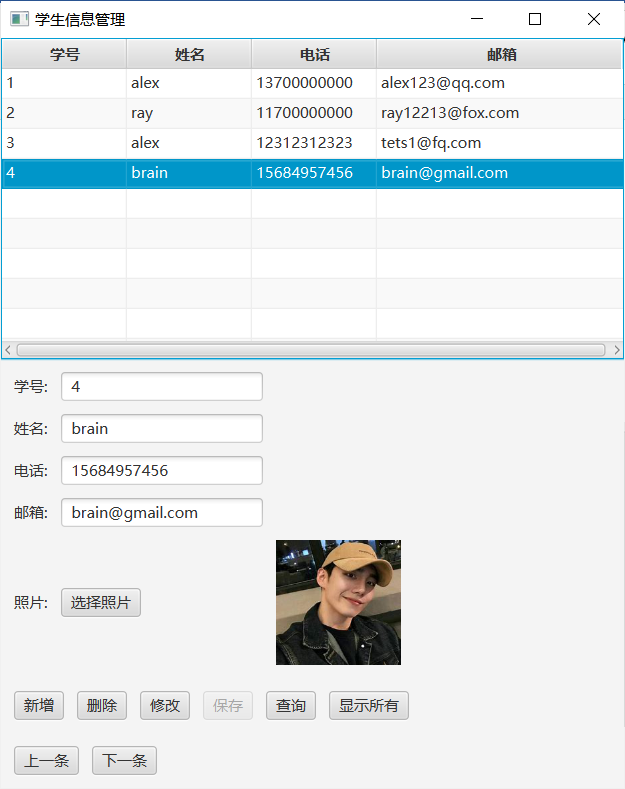 学生信息管理
学号 姓名 电话 邮箱
1 alex 13700000000 alex123@qq.com
2 ray 11700000000 ray12213@fox.com
3 alex 12312312323 tets1@fq.com
4 brain 15684957456 brain@gmail.com
学号: 4
姓名: brain
电话: 15684957456
邮箱: brain@gmail.com
照片: 选择照片
新增 删除 修改 保存 查询 显示所有
上一条 下一条